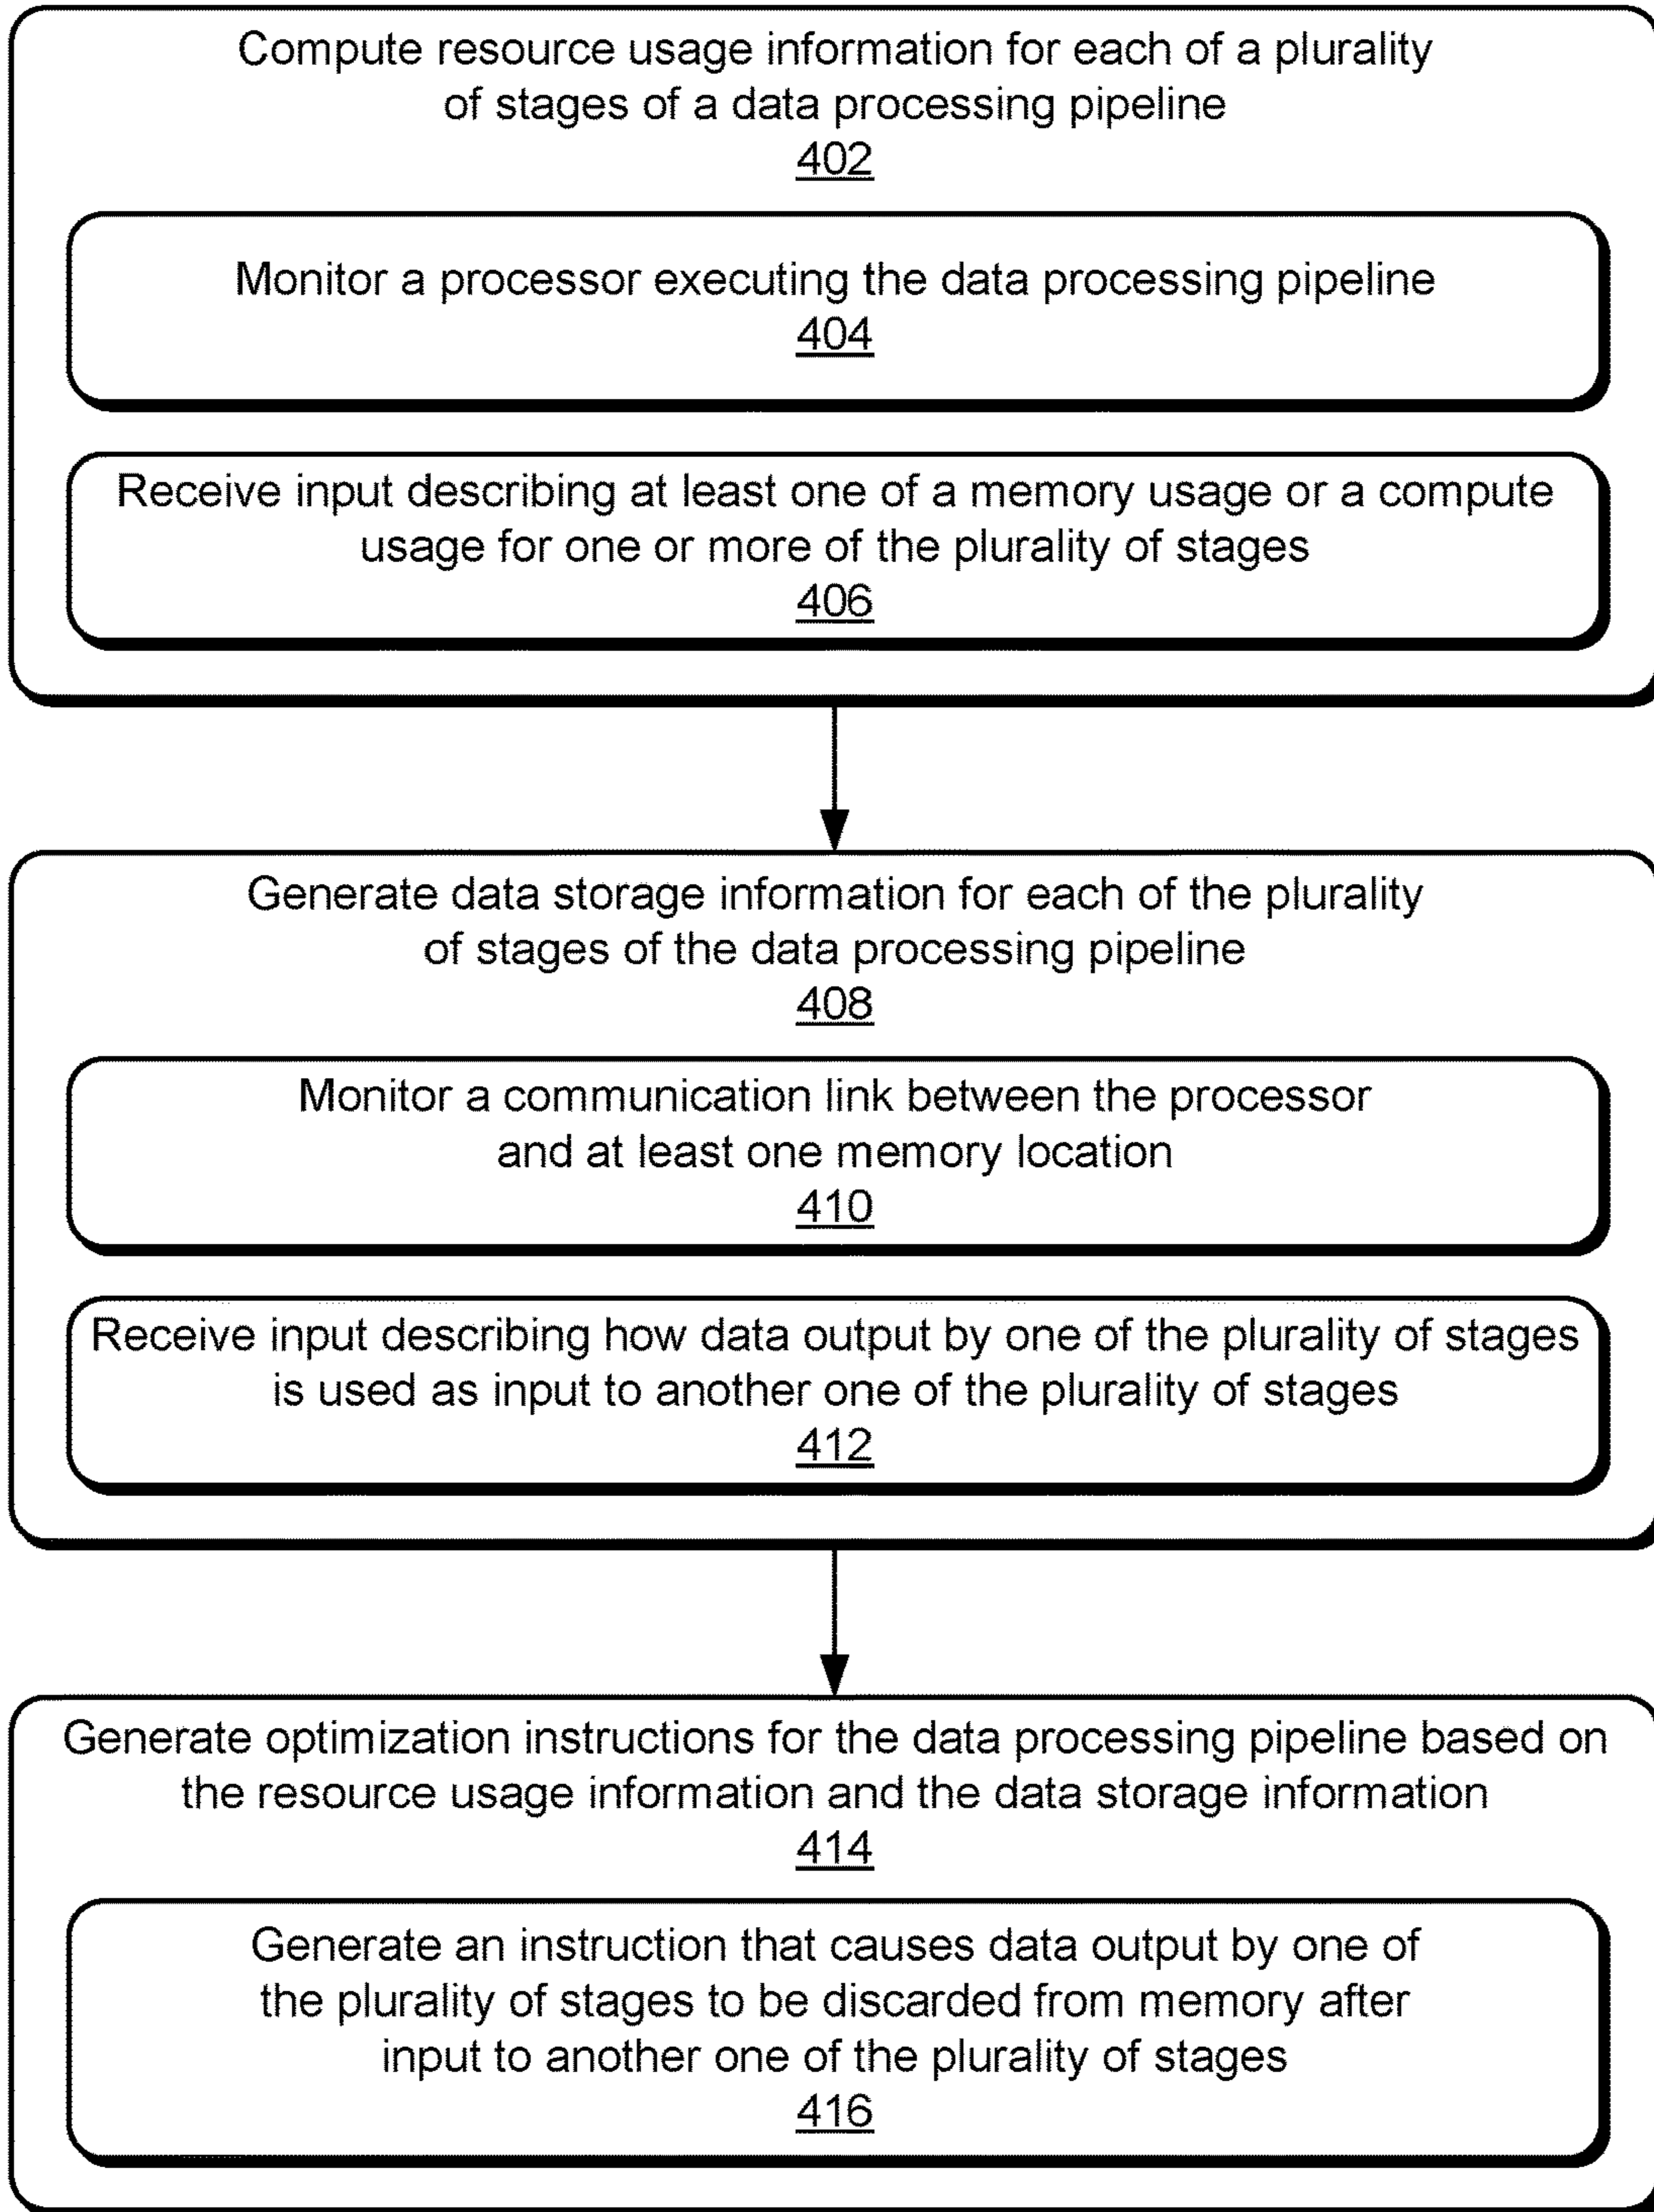 Compute resource usage information for each of a plurality
of stages of a data processing pipeline
402
Monitor a processor executing the data processing pipeline
404
Receive input describing at least one of a memory usage or a compute
usage for one or more of the plurality of stages
406
Generate data storage information for each of the plurality
of stages of the data processing pipeline
408
Monitor a communication link between the processor
and at least one memory location
410
Receive input describing how data output by one of the plurality of stages
is used as input to another one of the plurality of stages
412
Generate optimization instructions for the data processing pipeline based on
the resource usage information and the data storage information
414
Generate an instruction that causes data output by one of
the plurality of stages to be discarded from memory after
input to another one of the plurality of stages
416